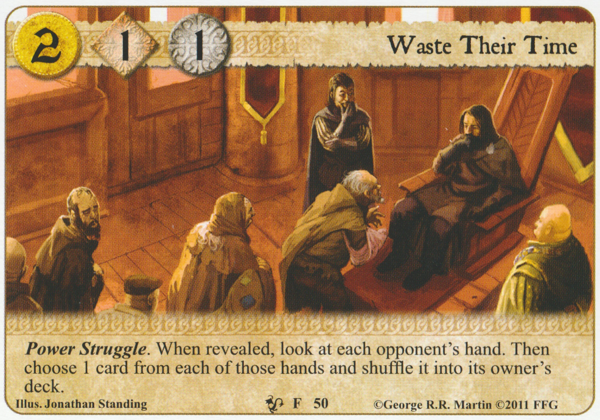 2 1 1 Waste Their Time
Power Struggle. When revealed, look at each opponent's hand. Then
choose 1 card from each of those hands and shuffle it into its owner's
deck.
Illus. Jonathan Standing F 50 ©George R.R. Martin ©2011 FFG